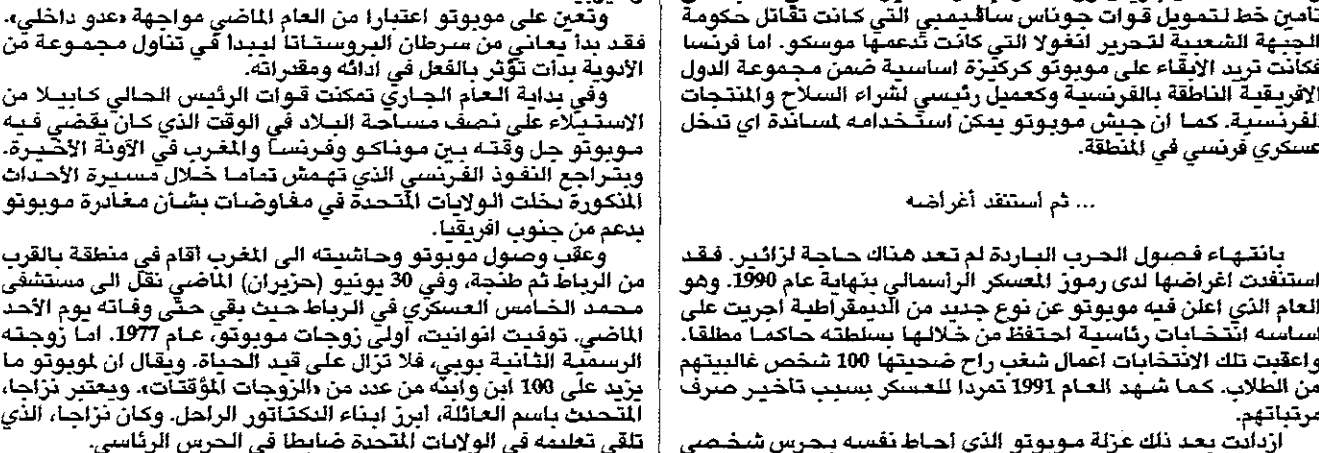 تأمين خط لتمويل قوات جوناس سافيمبي التي كانت تقاتل حكومة
الجبهة الشعبية لتحرير انغولا التي كانت تدعمها موسكو. اما فرنسا
فكانت تريد الابقاء على موبوتو كركيزة اساسية ضمن مجموعة الدول
الافريقية الناطقة بالفرنسية وكعميل رئيسي لشراء السلاح والمنتجات
الفرنسية. كما ان جيش موبوتو يمكن استخدامه لمساندة اي تدخل
عسكري فرنسي في المنطقة.
... ثم استنفد أغراضه
بانتهاء فصول الحرب الباردة لم تعد هناك حاجة لزائير. فقد
استنفدت اغراضها لدى رموز المعسكر الرأسمالي بنهاية عام 1990. وهو
العام الذي اعلن فيه موبوتو عن نوع جديد من الديمقراطية اجريت على
اساسه انتخابات رئاسية احتفظ من خلالها بسلطته حاكما مطلقا.
واعقبت تلك الانتخابات اعمال شغب راح ضحيتها 100 شخص غالبيتهم
من الطلاب. كما شهد العام 1991 تمردا للعسكر بسبب تأخير صرف
مرتباتهم.
ازدادت بعد ذلك عزلة موبوتو الذي أحاط نفسه بحرس شخصي
وتعين على موبوتو اعتبارا من العام الماضي مواجهة «عدو داخلي».
فقد بدأ يعاني من سرطان البروستاتا ليبدأ في تناول مجموعة من
الأدوية بدأت تؤثر بالفعل في ادائه ومقدراته.
وفي بداية العام الجاري تمكنت قوات الرئيس الحالي كابيلا من
الاستيلاء على نصف مساحة البلاد في الوقت الذي كان يقضي فيه
موبوتو جل وقته بين موناكو وفرنسا والمغرب في الآونة الأخيرة.
وبتراجع النفوذ الفرنسي الذي تهمش تماما خلال مسيرة الأحداث
المذكورة دخلت الولايات المتحدة في مفاوضات بشأن مغادرة موبوتو
بدعم من جنوب افريقيا.
وعقب وصول موبوتو وحاشيته الى المغرب أقام في منطقة بالقرب
من الرباط ثم طنجة، وفي 30 يونيو (حزيران) الماضي نقل الى مستشفى
محمد الخامس العسكري في الرباط حيث بقي حتى وفاته يوم الأحد
الماضي. توفيت انوانيت، اولى زوجات موبوتو، عام 1977. اما زوجته
الرسمية الثانية بوبي، فلا تزال على قيد الحياة. ويقال ان لموبوتو ما
يزيد على 100 ابن وابنه من عدد من «الزوجات المؤقتات». ويعتبر نزاجا،
المتحدث باسم العائلة، أبرز ابناء الدكتاتور الراحل. وكان نزاجا، الذي
تلقى تعليمه في الولايات المتحدة ضابطا في الحرس الرئاسي.